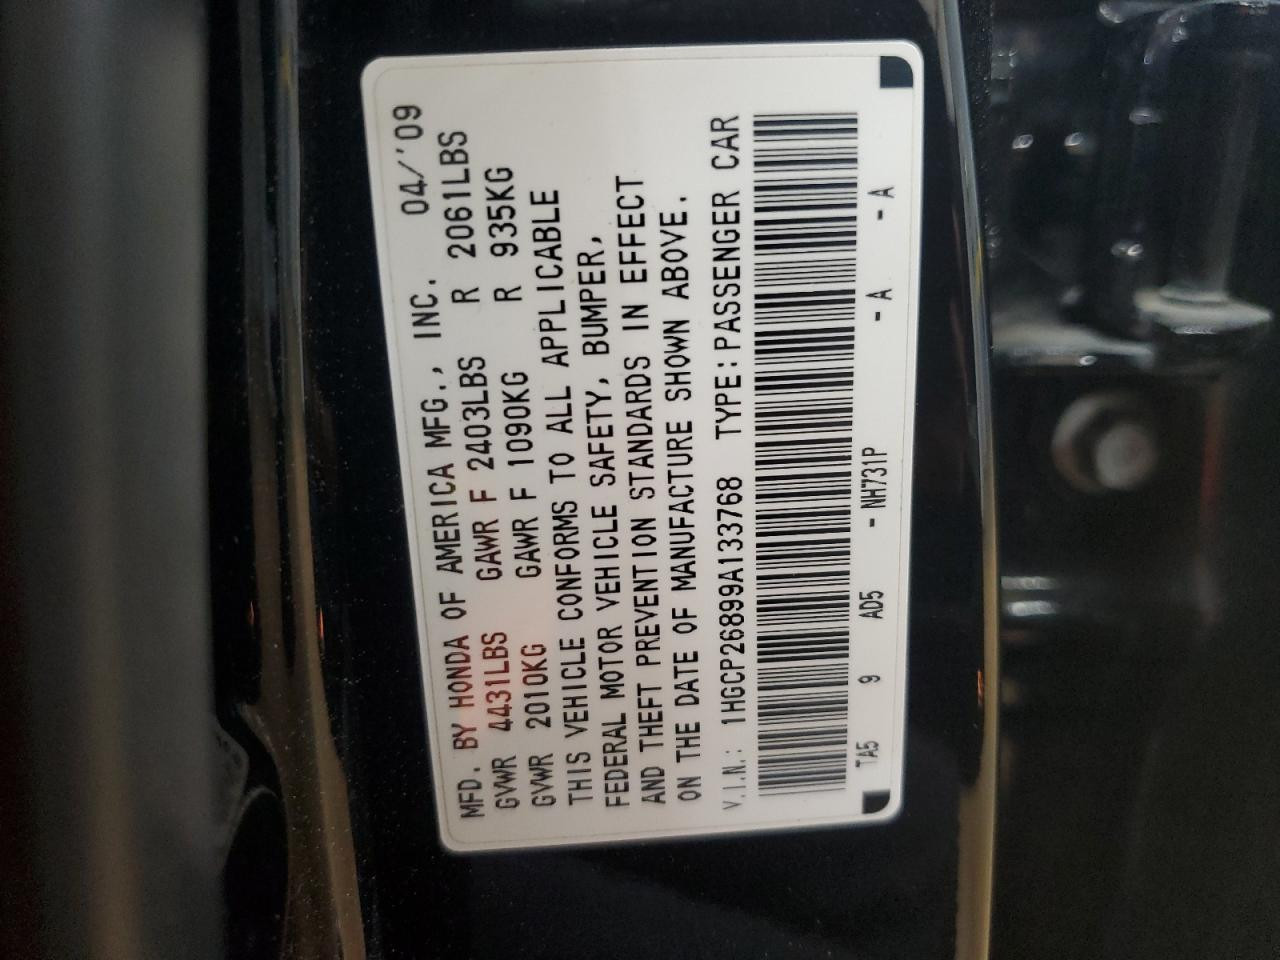 MFD. BY HONDA OF AMERICA MFG., INC. 04/'09
GVWR 4431LBS GAWR F 2403LBS R 2061LBS
GVWR 2010KG GAWR F 1090KG R 935KG
THIS VEHICLE CONFORMS TO ALL APPLICABLE
FEDERAL MOTOR VEHICLE SAFETY, BUMPER,
AND THEFT PREVENTION STANDARDS IN EFFECT
ON THE DATE OF MANUFACTURE SHOWN ABOVE.
V.I.N.: 1HGCP26899A133768 TYPE:PASSENGER CAR
TA5 9 AD5 - NH731P - A - A